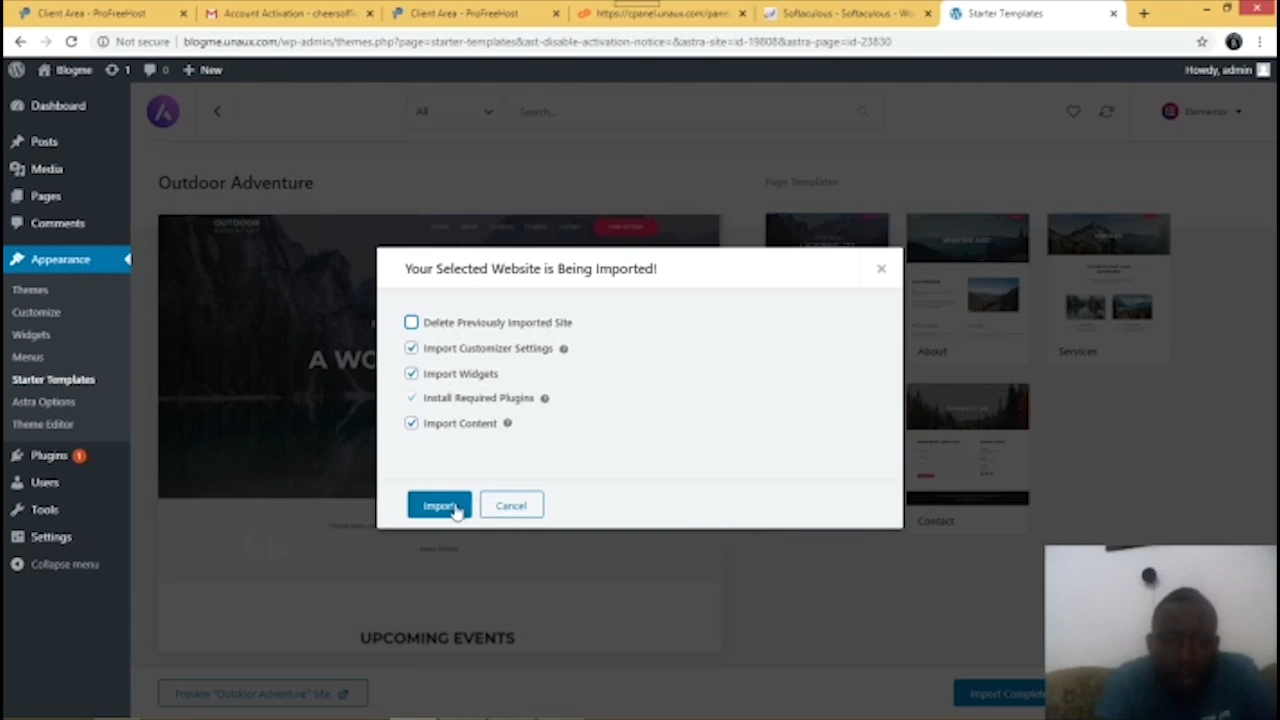 Client Area - ProFreeHost
Account Activation - cheersoffi
Client Area - ProFreeHost
https://cpanel.unaux.com/panel
Softaculous - Softaculous - Wo
Starter Templates
Not secure
blogme.unaux.com/wp-admin/themes.php?page=starter-templates&ast-disable-activation-notice=&astra-site=id-19808&astra-page=id-23830
Blogme 1 0 New
Howdy, admin
Dashboard
Posts
Media
Pages
Comments
Appearance
Themes
Customize
Widgets
Menus
Starter Templates
Astra Options
Theme Editor
Plugins 1
Users
Tools
Settings
Collapse menu
All
Search...
Elementor
Outdoor Adventure
Page Templates
OUTDOOR
A WO
Your Selected Website is Being Imported!
Delete Previously Imported Site
Import Customizer Settings
Import Widgets
Install Required Plugins
Import Content
Import
Cancel
WHO WE ARE?
About
Services
Contact
UPCOMING EVENTS
Preview "Outdoor Adventure" Site
Import Complete